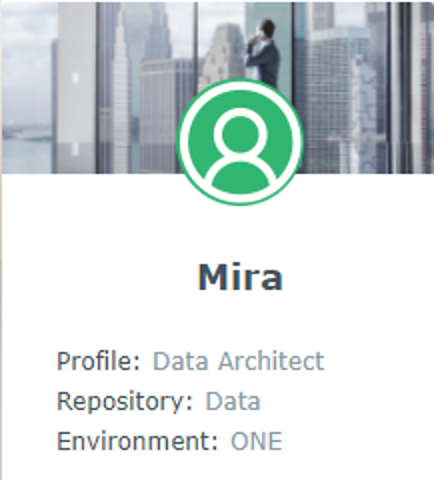 Mira
Profile: Data Architect
Repository: Data
Environment: ONE